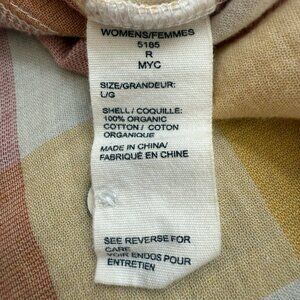 WOMENS/FEMMES
5185
R
MYC
SIZE/GRANDEUR:
L/G
SHELL / COQUILLE:
100% ORGANIC
COTTON / COTON
ORGANIQUE
MADE IN CHINA/
FABRIQUÉ EN CHINE
SEE REVERSE FOR
CARE
VOIR ENDOS POUR
ENTRETIEN